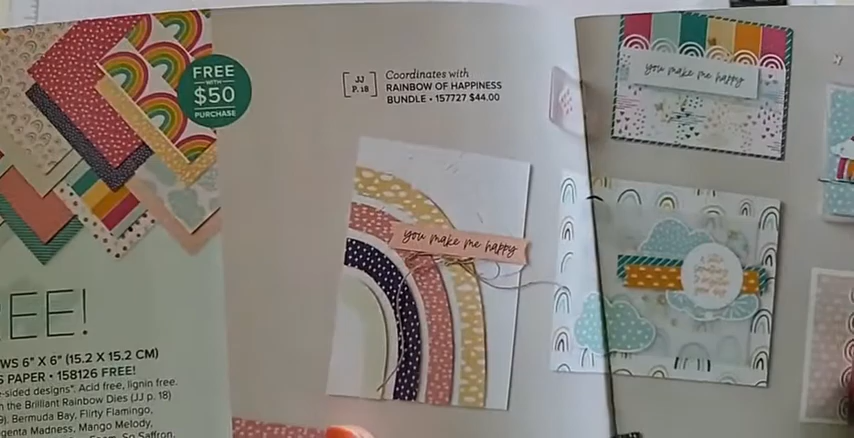 FREE
WITH
$50
PURCHASE
JJ
P. 18
Coordinates with
RAINBOW OF HAPPINESS
BUNDLE • 157727 $44.00
you make me happy
you make me happy
EE!
WS 6" X 6" (15.2 X 15.2 CM)
PAPER • 158126 FREE!
-sided designs*. Acid free, lignin free.
the Brilliant Rainbow Dies (JJ p. 18)
Bermuda Bay, Flirty Flamingo,
Madness, Mango Melody,
So Saffron,